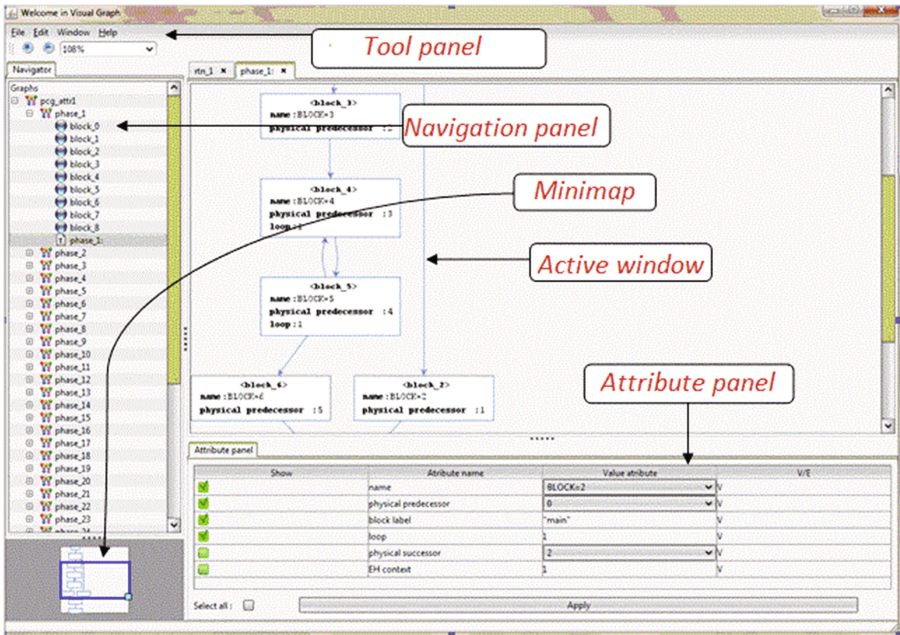 Welcome in Visual Graph
File Edit Window Help
108%
Tool panel
Navigator
rtn_1 × phase_1: ×
Graphs
pcg_attr1
phase_1
block_0
block_1
block_2
block_3
block_4
block_5
block_6
block_7
block_8
phase_1:
phase_2
phase_3
phase_4
phase_5
phase_6
phase_7
phase_8
phase_9
phase_10
phase_11
phase_12
phase_13
phase_14
phase_15
phase_16
phase_17
phase_18
phase_19
phase_20
phase_21
phase_22
phase_23
phase_24
<block_3>
name:BLOCK=3
physical predecessor :2
Navigation panel
<block_4>
name:BLOCK=4
physical predecessor :3
loop:1
Minimap
Active window
<block_5>
name:BLOCK=5
physical predecessor :4
loop:1
<block_6>
name:BLOCK=6
physical predecessor :5
<block_2>
name:BLOCK=2
physical predecessor :1
Attribute panel
Attribute panel
Show Atribute name Value atribute V/E
name BLOCK=2 V
physical predecessor 0 V
block label "main" V
loop 1 V
physical successor 2 V
EH context 1 V
Select all : Apply